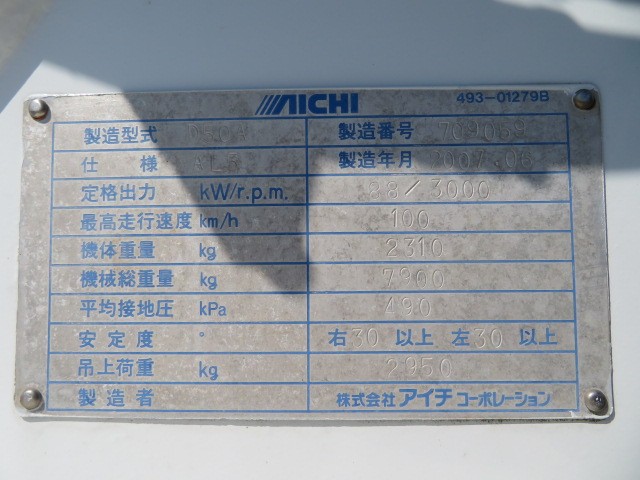 AICHI 493-01279B
製造型式 製造番号
仕様 製造年月 2007.06
定格出力 kW/r.p.m. 88/3000
最高走行速度 km/h 100
機体重量 kg 2310
機械総重量 kg 7900
平均接地圧 kPa 490
安定度 ° 右30以上 左30以上
吊上荷重 kg 2950
製造者 株式会社アイチコーポレーション